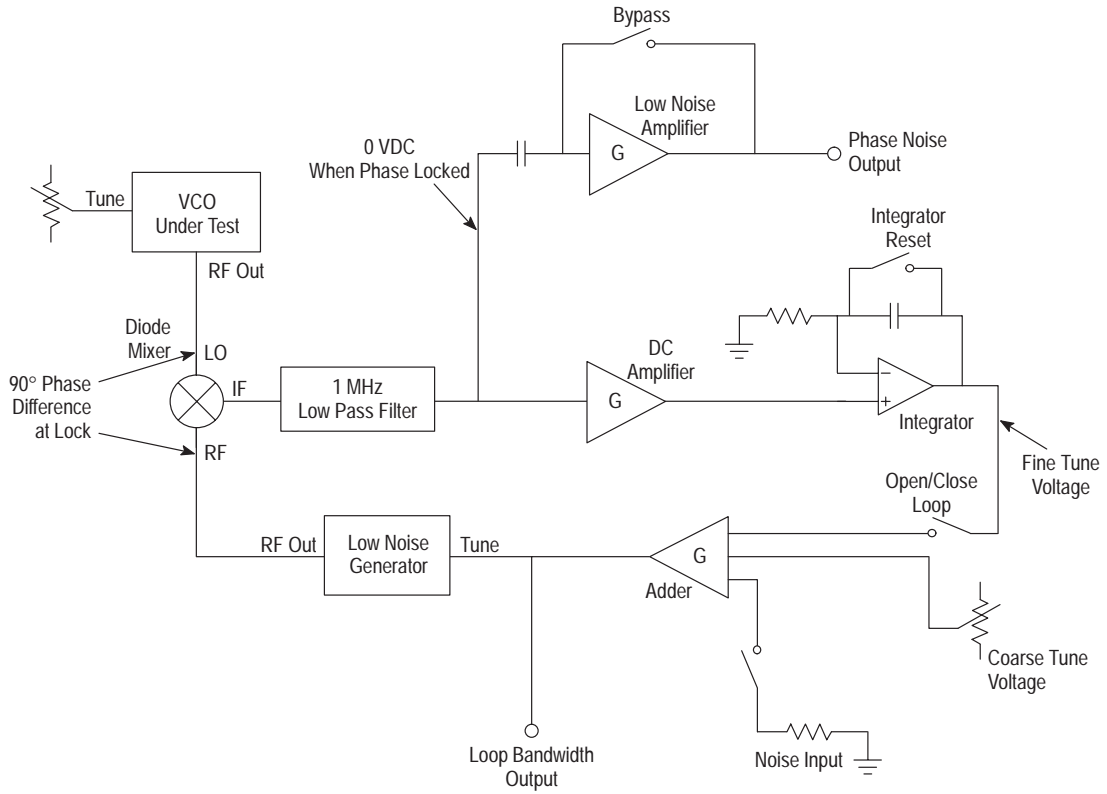 Bypass
Low Noise
Amplifier
G
Phase Noise
Output
0 VDC
When Phase Locked
Tune
VCO
Under Test
RF Out
Integrator
Reset
Diode
Mixer
LO
90° Phase
Difference
at Lock
IF
RF
1 MHz
Low Pass Filter
DC
Amplifier
G
−
+
Integrator
Fine Tune
Voltage
Open/Close
Loop
RF Out
Low Noise
Generator
Tune
G
Adder
Coarse Tune
Voltage
Noise Input
Loop Bandwidth
Output